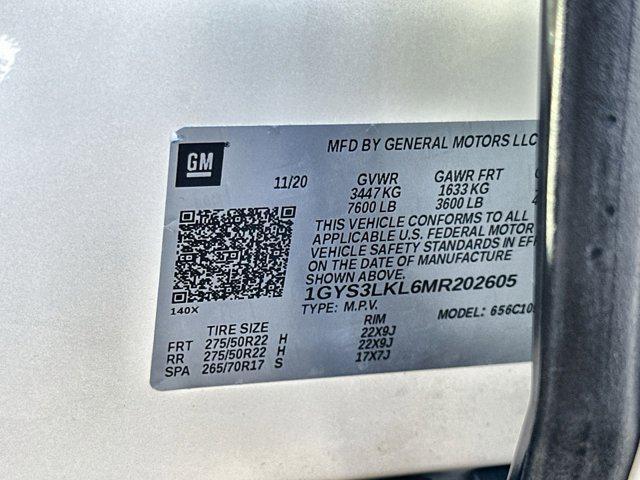 GM
MFD BY GENERAL MOTORS LLC
11/20
GVWR
3447 KG
7600 LB
GAWR FRT
1633 KG
3600 LB
THIS VEHICLE CONFORMS TO ALL
APPLICABLE U.S. FEDERAL MOTOR
VEHICLE SAFETY STANDARDS IN EFF
ON THE DATE OF MANUFACTURE
SHOWN ABOVE.
1GYS3LKL6MR202605
140X
TYPE: M.P.V.
MODEL: 656C10
TIRE SIZE
RIM
FRT 275/50R22 H 22X9J
RR 275/50R22 H 22X9J
SPA 265/70R17 S 17X7J